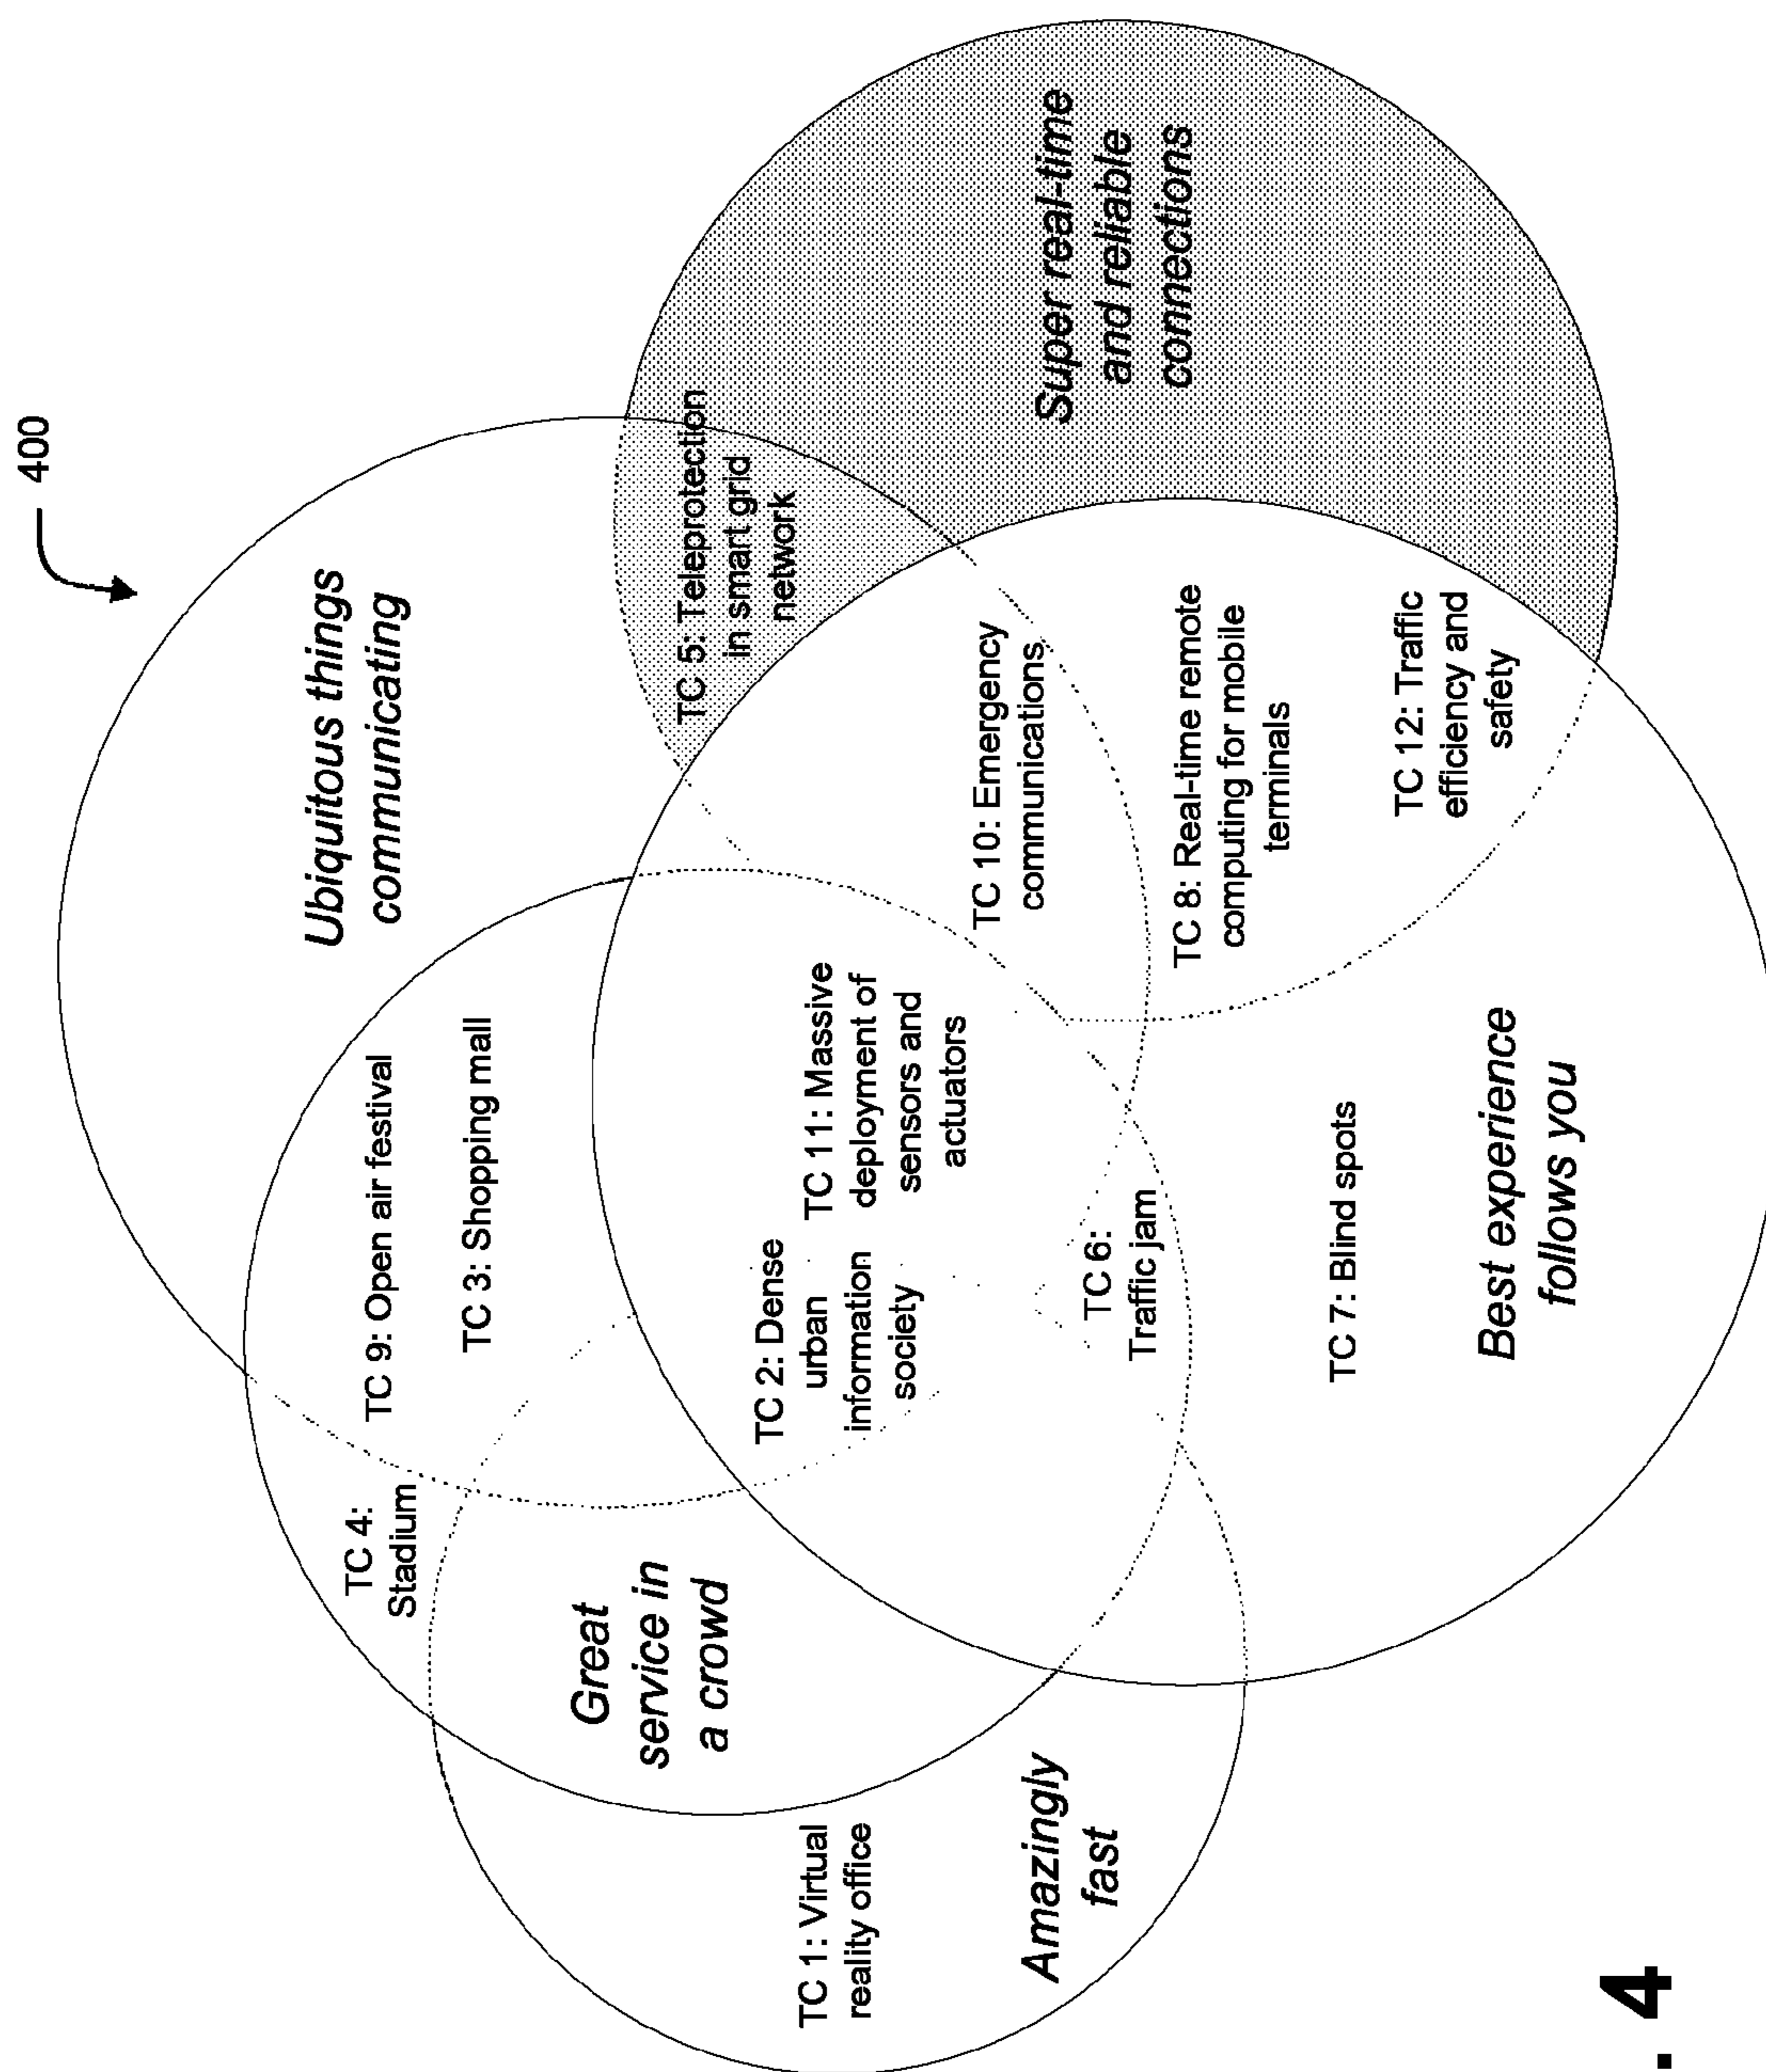 400
Ubiquitous things
communicating
Super real-time
and reliable
connections
TC 5: Teleprotection
in smart grid
network
TC 9: Open air festival
TC 3: Shopping mall
TC 4:
Stadium
Great
service in
a crowd
TC 1: Virtual
reality office
Amazingly
fast
TC 2: Dense
urban
information
society
TC 11: Massive
deployment of
sensors and
actuators
TC 10: Emergency
communications
TC 8: Real-time remote
computing for mobile
terminals
TC 12: Traffic
efficiency and
safety
TC 6:
Traffic jam
TC 7: Blind spots
Best experience
follows you
. 4